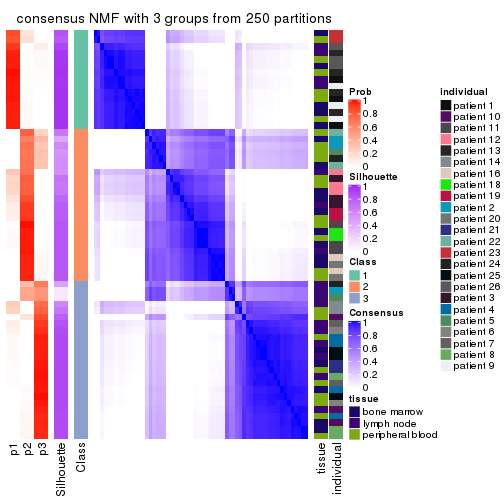 consensus NMF with 3 groups from 250 partitions
Prob
1
0.8
0.6
0.4
0.2
0
Silhouette
1
0.8
0.6
0.4
0.2
0
Class
1
2
3
Consensus
1
0.8
0.6
0.4
0.2
0
tissue
bone marrow
lymph node
peripheral blood
individual
patient 1
patient 10
patient 11
patient 12
patient 13
patient 14
patient 16
patient 18
patient 19
patient 2
patient 20
patient 21
patient 22
patient 23
patient 24
patient 25
patient 26
patient 3
patient 4
patient 5
patient 6
patient 7
patient 8
patient 9
p1
p2
p3
Silhouette
Class
tissue
individual